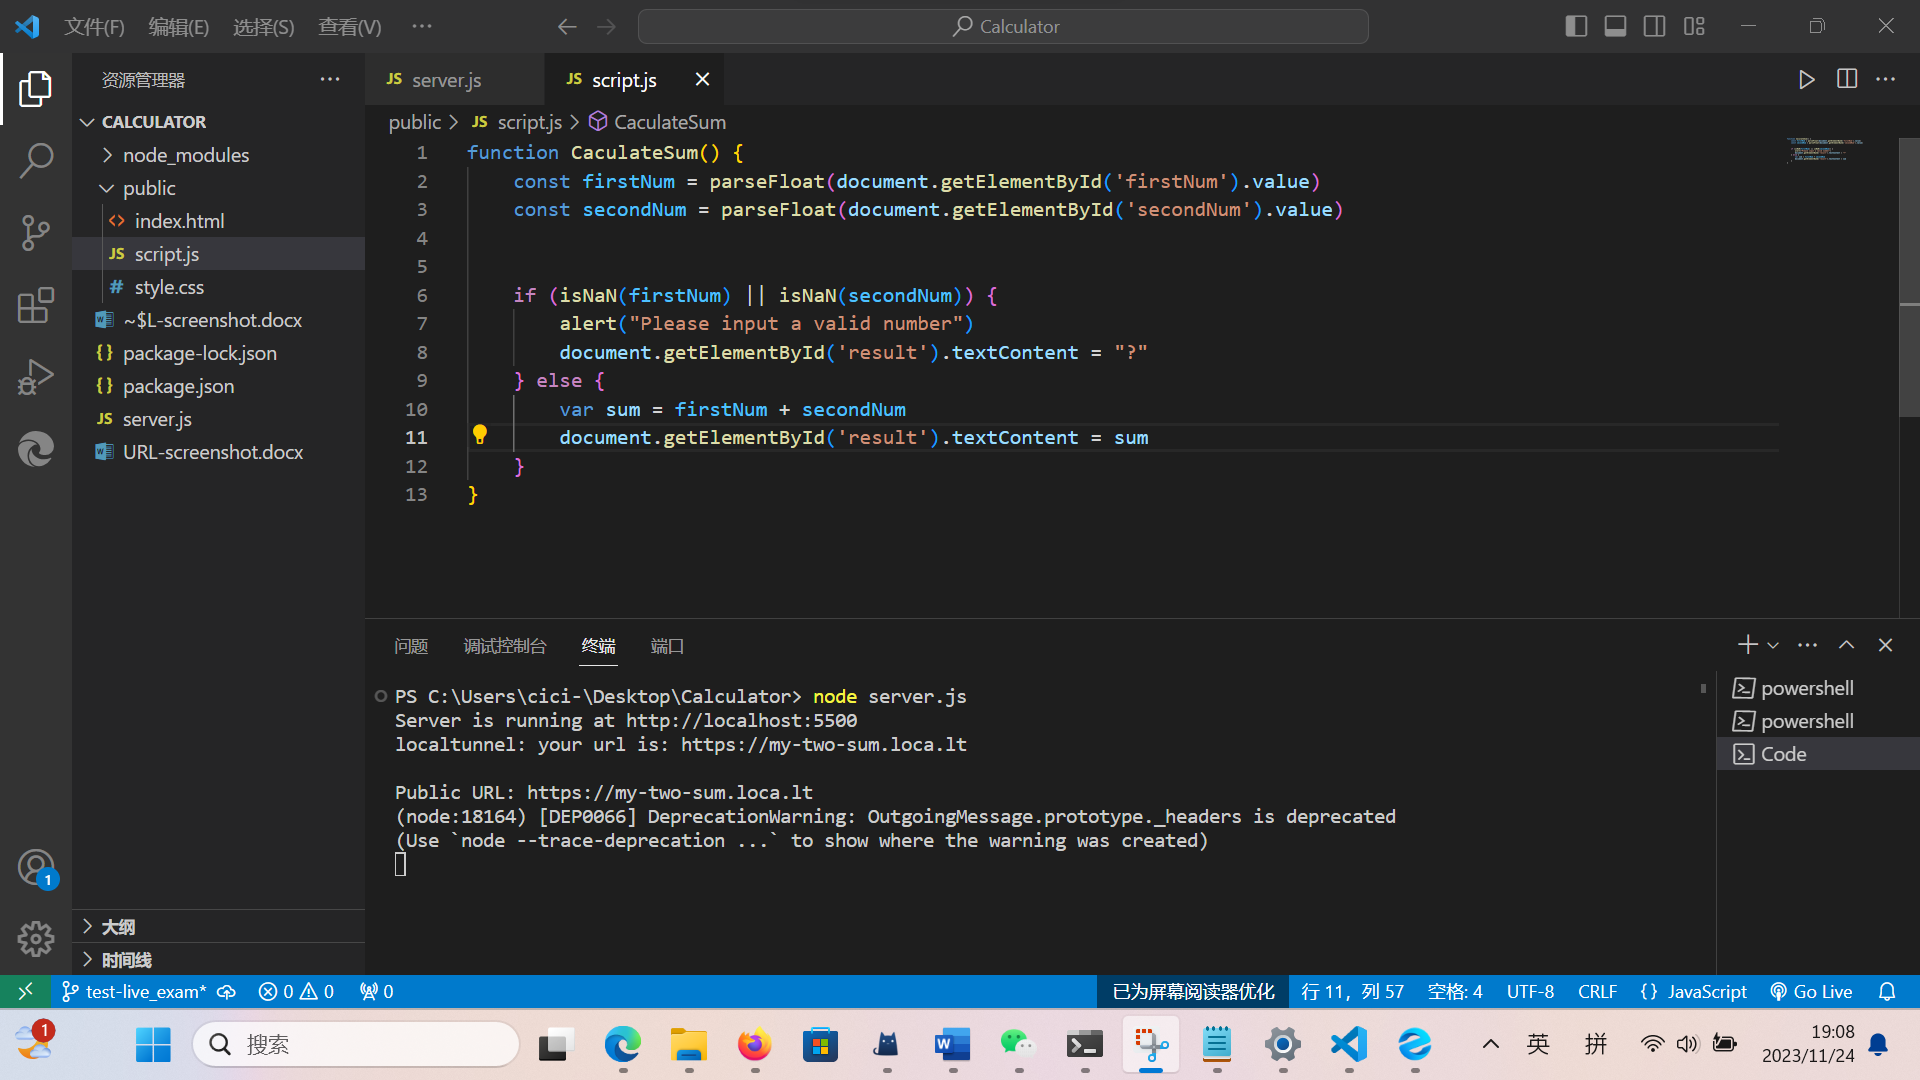 文件(F) 编辑(E) 选择(S) 查看(V) ···
Calculator
资源管理器 ···
CALCULATOR
node_modules
public
<> index.html
JS script.js
# style.css
~$L-screenshot.docx
{} package-lock.json
{} package.json
JS server.js
URL-screenshot.docx
大纲
时间线
1
JS server.js
JS script.js
public > JS script.js > CaculateSum
1 function CaculateSum() {
2 const firstNum = parseFloat(document.getElementById('firstNum').value)
3 const secondNum = parseFloat(document.getElementById('secondNum').value)
4
5
6 if (isNaN(firstNum) || isNaN(secondNum)) {
7 alert("Please input a valid number")
8 document.getElementById('result').textContent = "?"
9 } else {
10 var sum = firstNum + secondNum
11 document.getElementById('result').textContent = sum
12 }
13 }
问题 调试控制台 终端 端口
PS C:\Users\cici-\Desktop\Calculator> node server.js
Server is running at http://localhost:5500
localtunnel: your url is: https://my-two-sum.loca.lt
Public URL: https://my-two-sum.loca.lt
(node:18164) [DEP0066] DeprecationWarning: OutgoingMessage.prototype._headers is deprecated
(Use `node --trace-deprecation ...` to show where the warning was created)
powershell
powershell
Code
test-live_exam* 0 0 0
已为屏幕阅读器优化 行 11，列 57 空格: 4 UTF-8 CRLF {} JavaScript Go Live
1
搜索
W
英 拼
19:08
2023/11/24